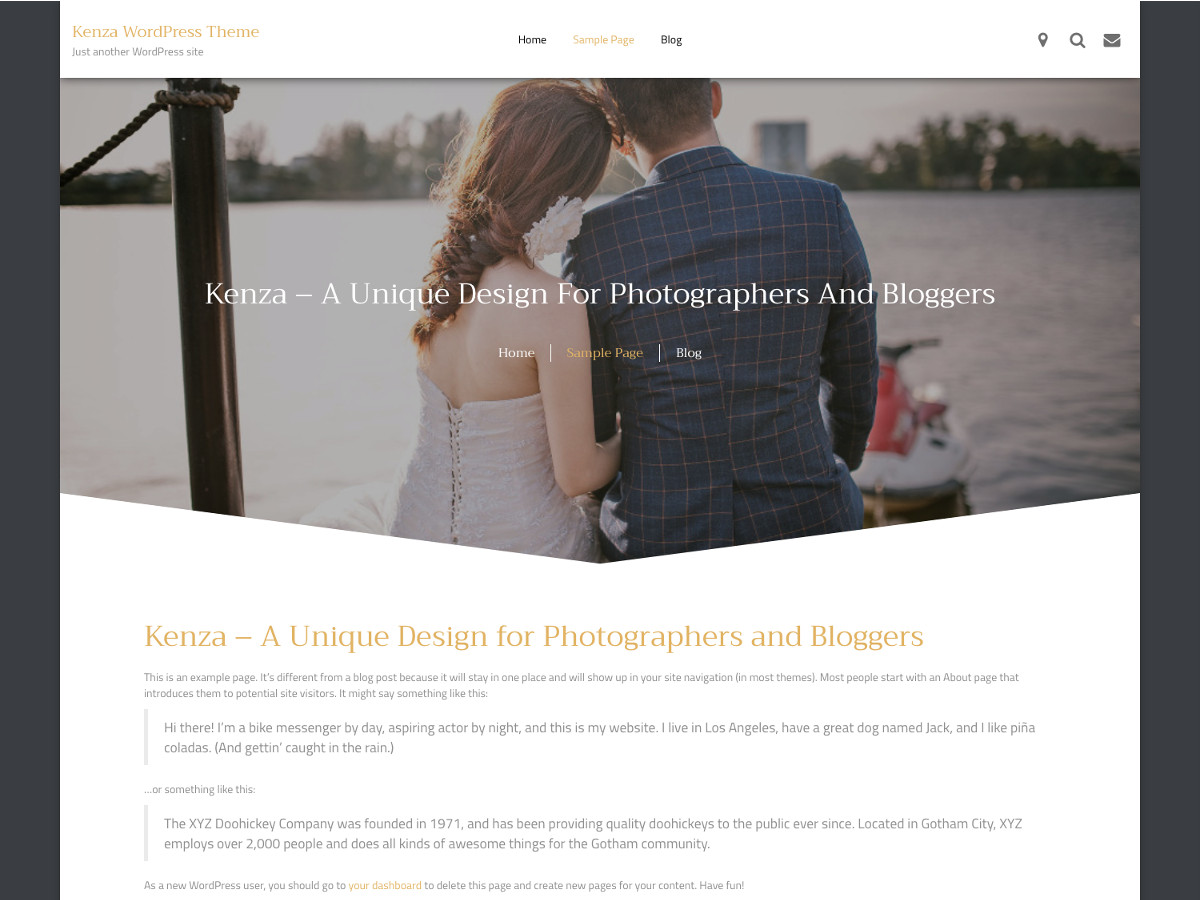 Kenza WordPress Theme
Just another WordPress site
Home Sample Page Blog
Kenza – A Unique Design For Photographers And Bloggers
Home Sample Page Blog
Kenza – A Unique Design for Photographers and Bloggers
This is an example page. It's different from a blog post because it will stay in one place and will show up in your site navigation (in most themes). Most people start with an About page that
introduces them to potential site visitors. It might say something like this:
Hi there! I'm a bike messenger by day, aspiring actor by night, and this is my website. I live in Los Angeles, have a great dog named Jack, and I like piña
coladas. (And gettin' caught in the rain.)
...or something like this:
The XYZ Doohickey Company was founded in 1971, and has been providing quality doohickeys to the public ever since. Located in Gotham City, XYZ
employs over 2,000 people and does all kinds of awesome things for the Gotham community.
As a new WordPress user, you should go to your dashboard to delete this page and create new pages for your content. Have fun!